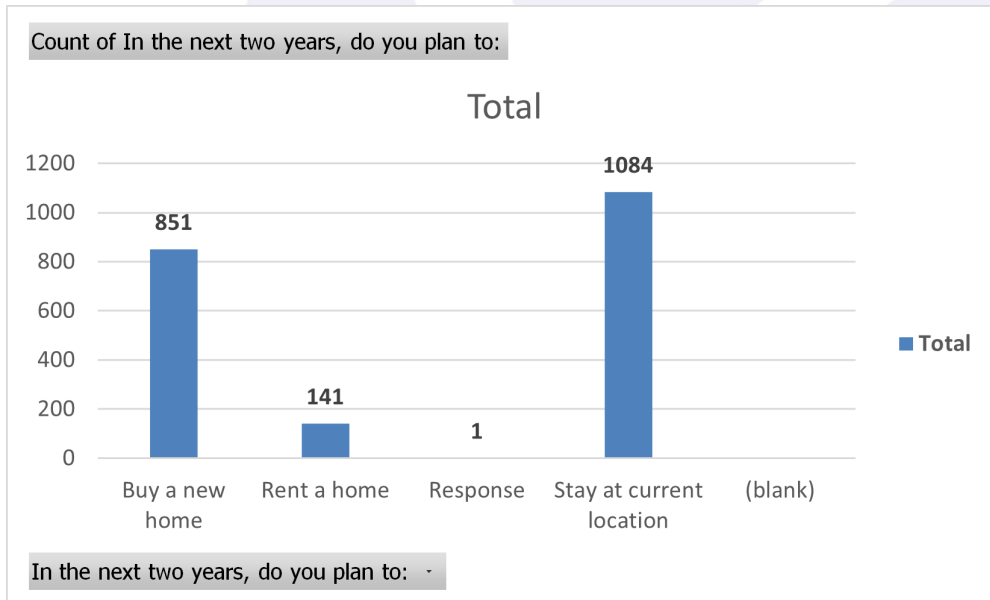 Count of In the next two years, do you plan to:
Total
1200
1000
800
600
400
200
0
851
141
1
1084
Buy a new
home
Rent a home
Response
Stay at current
location
(blank)
Total
In the next two years, do you plan to: